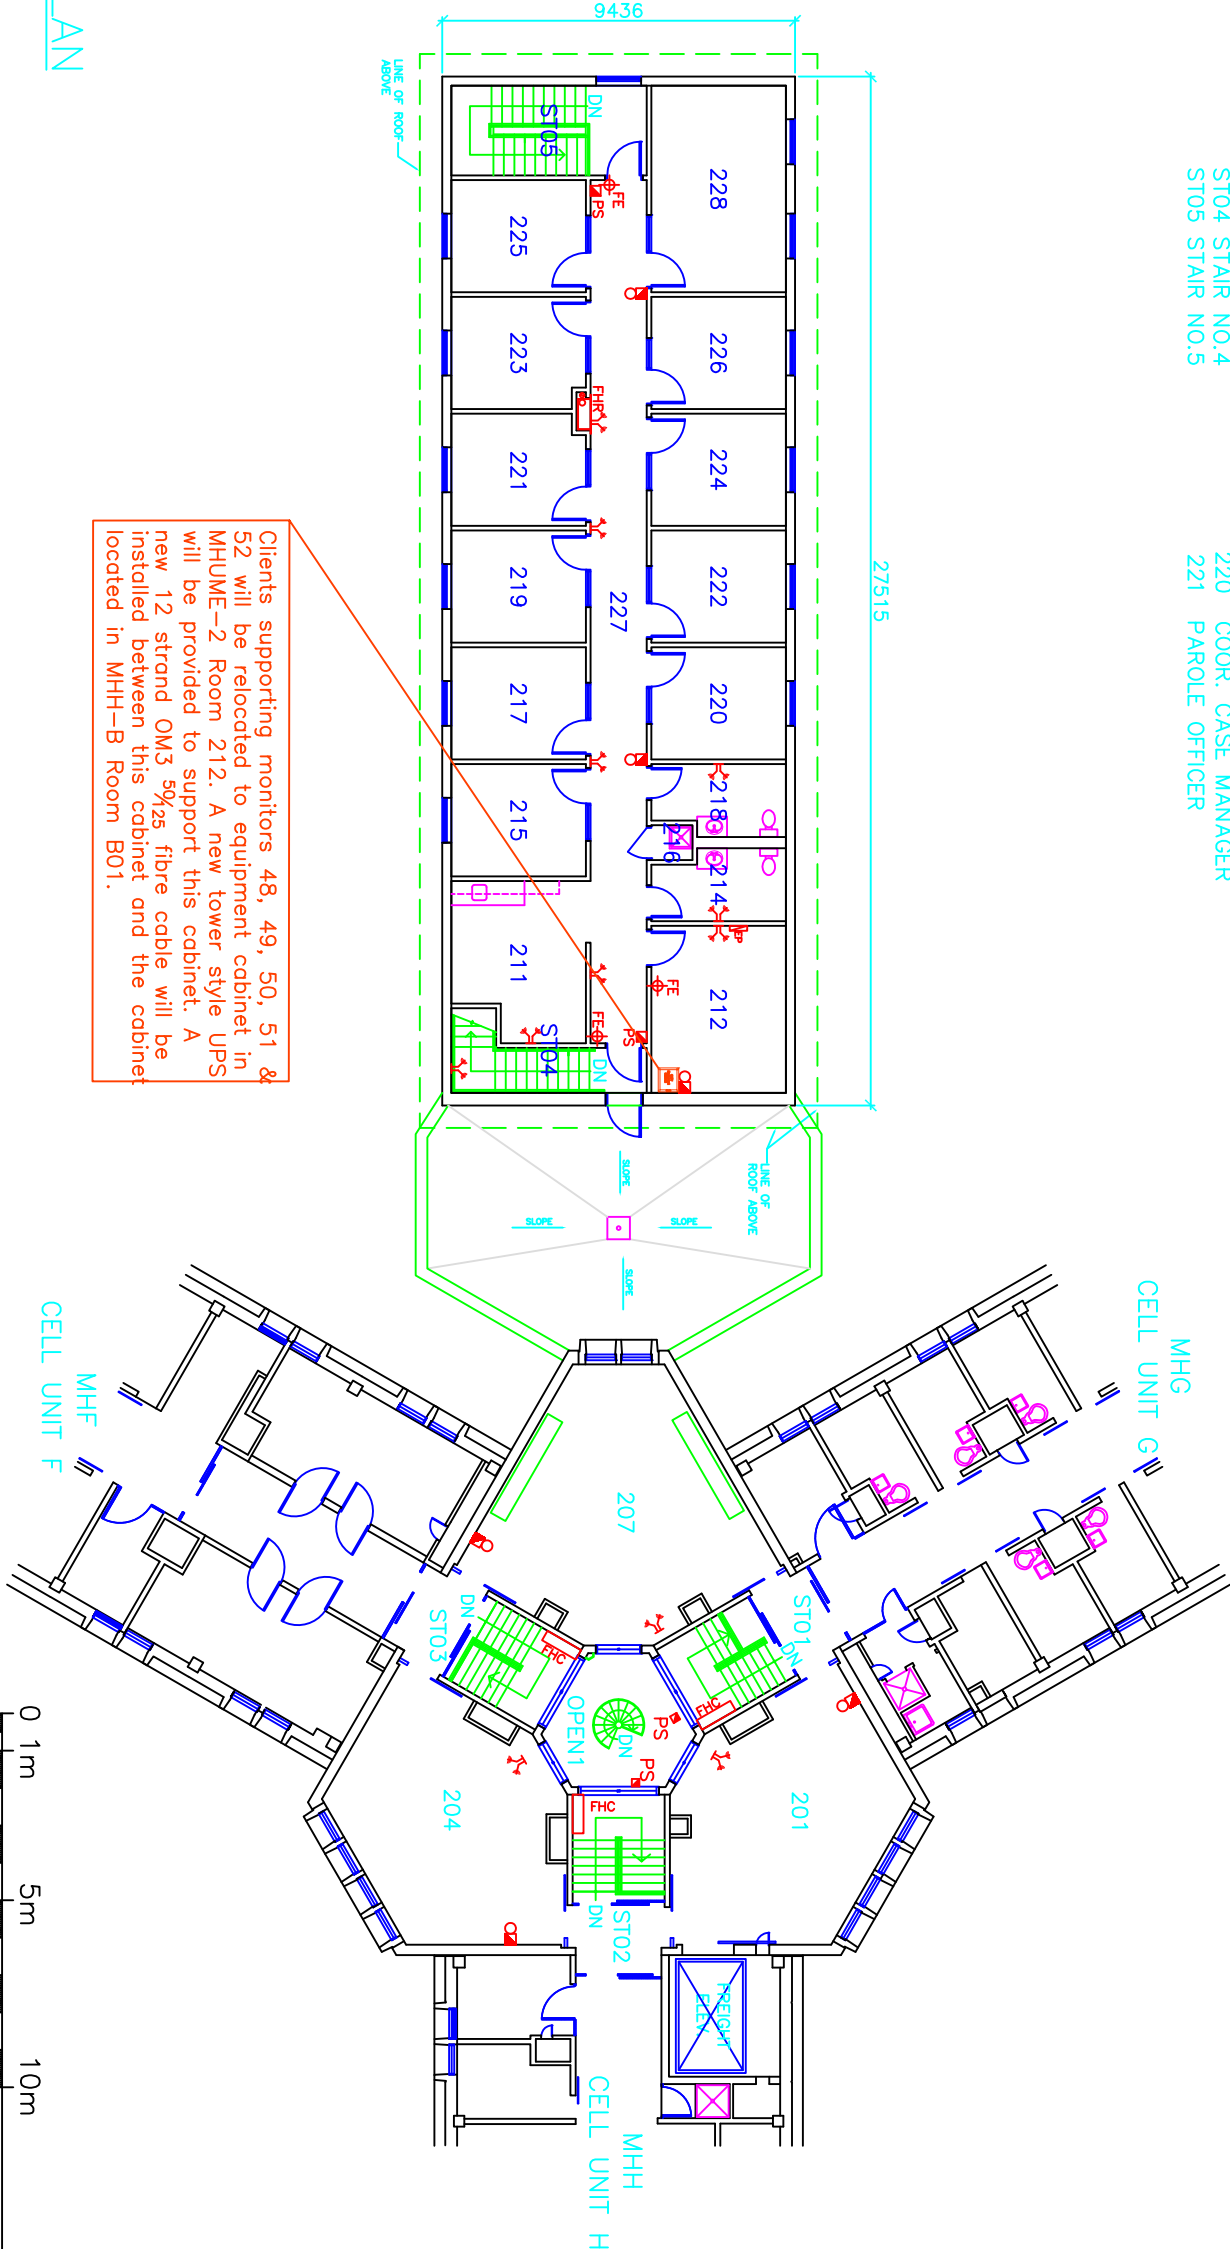 ST04 STAIR NO.4
ST05 STAIR NO.5
220 COOR. CASE MANAGER
221 PAROLE OFFICER
9436
27515
LINE OF ROOF
ABOVE
DN
ST05
FE
PS
228
225
226
223
FHR
224
221
222
219
227
220
217
218
216
215
214
WEP
212
211
FE
FE
PS
ST04
DN
Clients supporting monitors 48, 49, 50, 51 &
52 will be relocated to equipment cabinet in
MHUME-2 Room 212. A new tower style UPS
will be provided to support this cabinet. A
new 12 strand OM3 50/125 fibre cable will be
installed between this cabinet and the cabinet
located in MHH-B Room B01.
LINE OF
ROOF ABOVE
SLOPE
SLOPE
SLOPE
SLOPE
MHG
CELL UNIT G
MHF
CELL UNIT F
207
ST01
DN
ST03
DN
FHC
FHC
OPEN1
DN
PS
PS
FHC
201
204
DN
ST02
FREIGHT
ELEV.
MHH
CELL UNIT H
0 1m 5m 10m